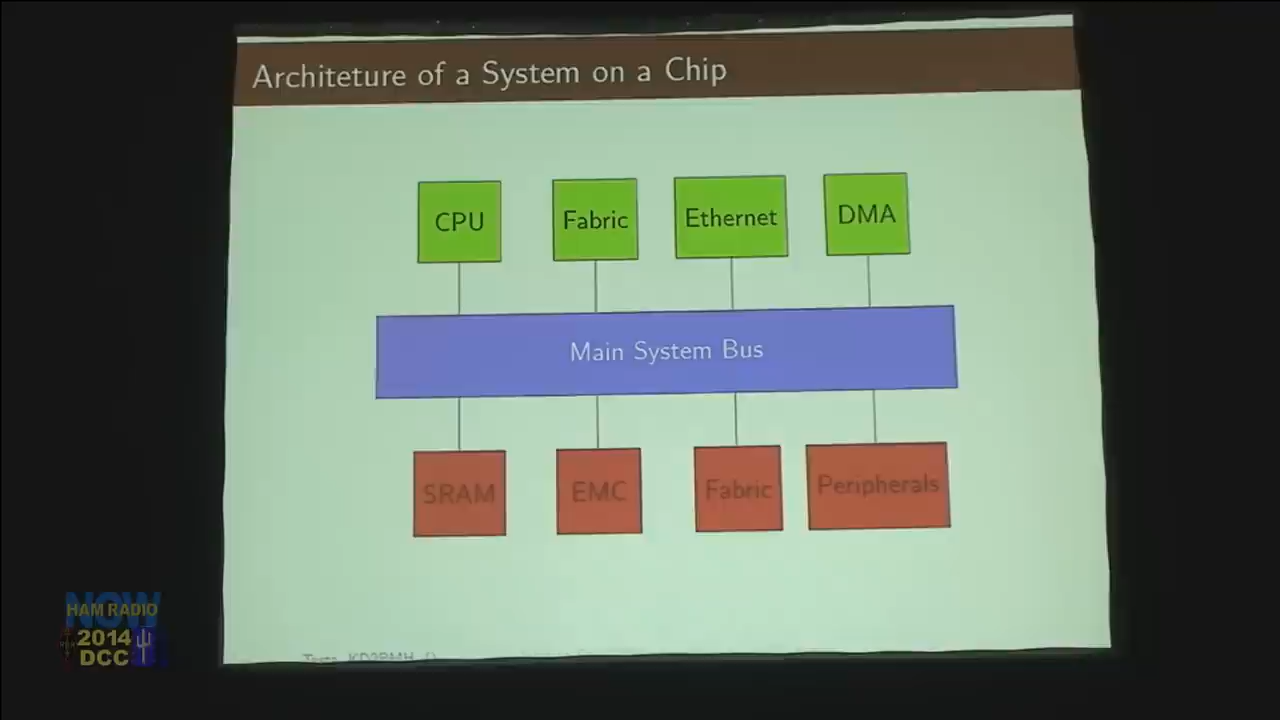 Architeture of a System on a Chip
CPU
Fabric
Ethernet
DMA
Main System Bus
SRAM
EMC
Fabric
Peripherals
NOW
HAM RADIO
2014
DCC